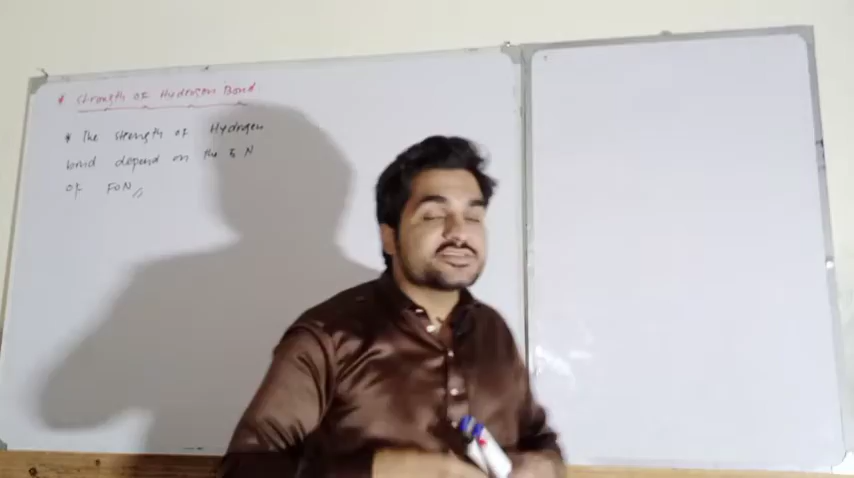 * Strength of Hydrogen Bond
* The strength of Hydrogen
bond depend on the E N
of FON